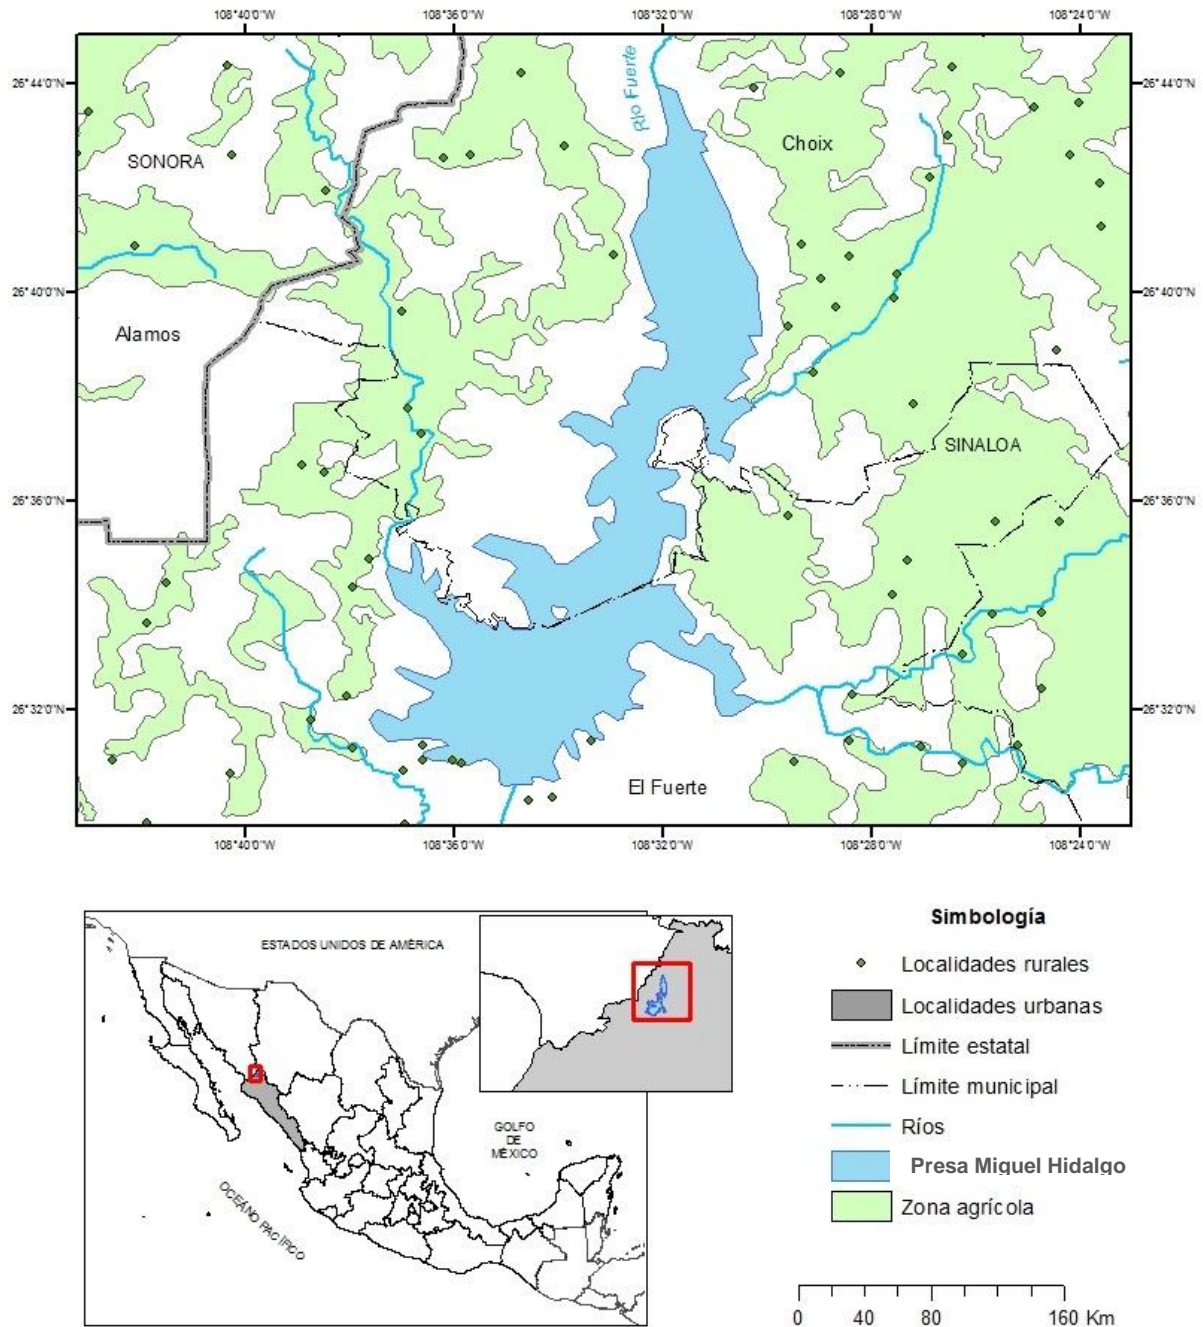 108°40'0"W 108°36'0"W 108°32'0"W 108°28'0"W 108°24'0"W
26°44'0"N 26°44'0"N
Río Fuerte
Choix
SONORA
26°40'0"N 26°40'0"N
Alamos
SINALOA
26°36'0"N 26°36'0"N
26°32'0"N 26°32'0"N
El Fuerte
108°40'0"W 108°36'0"W 108°32'0"W 108°28'0"W 108°24'0"W
ESTADOS UNIDOS DE AMÉRICA
GOLFO
DE
MÉXICO
OCEÁNO PACÍFICO
Simbología
Localidades rurales
Localidades urbanas
Límite estatal
Límite municipal
Ríos
Presa Miguel Hidalgo
Zona agrícola
0 40 80 160 Km